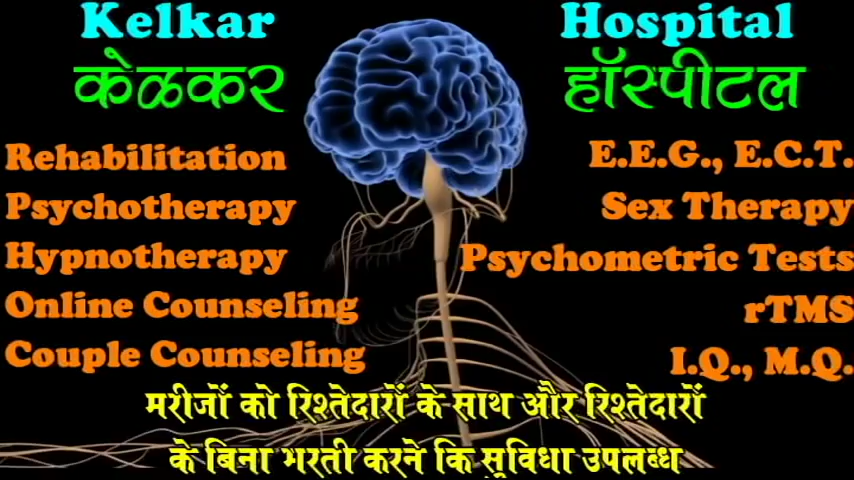 Kelkar Hospital
केळकर हॉस्पीटल
Rehabilitation
Psychotherapy
Hypnotherapy
Online Counseling
Couple Counseling
E.E.G., E.C.T.
Sex Therapy
Psychometric Tests
rTMS
I.Q., M.Q.
मरीजों को रिश्तेदारों के साथ और रिश्तेदारों
के बिना भरती करने कि सुविधा उपलब्ध